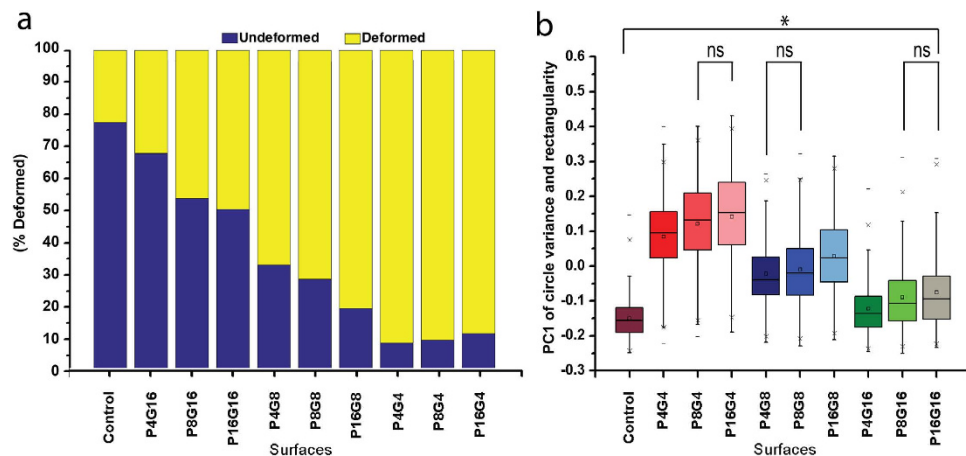 a
Undeformed Deformed
100
90
80
70
60
50
40
30
20
10
0
(% Deformed)
Control P4G16 P8G16 P16G16 P4G8 P8G8 P16G8 P4G4 P8G4 P16G4
Surfaces
b
*
ns ns ns
0.6
0.5
0.4
0.3
0.2
0.1
0.0
-0.1
-0.2
-0.3
PC1 of circle variance and rectangularity
Control P4G4 P8G4 P16G4 P4G8 P8G8 P16G8 P4G16 P8G16 P16G16
Surfaces